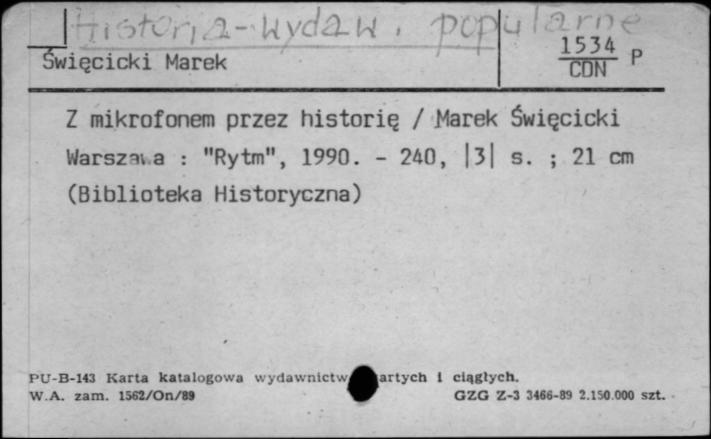 Historia - wydaw. popularne
1534 P
Święcicki Marek
CDN
Z mikrofonem przez historię / Marek Święcicki
Warszawa : "Rytm", 1990. - 240, |3| s. ; 21 cm
(Biblioteka Historyczna)
PU-B-143 Karta katalogowa wydawnictw artych i ciągłych.
W.A. zam. 1562/On/89 GZG Z-3 3466-89 2.150.000 szt.